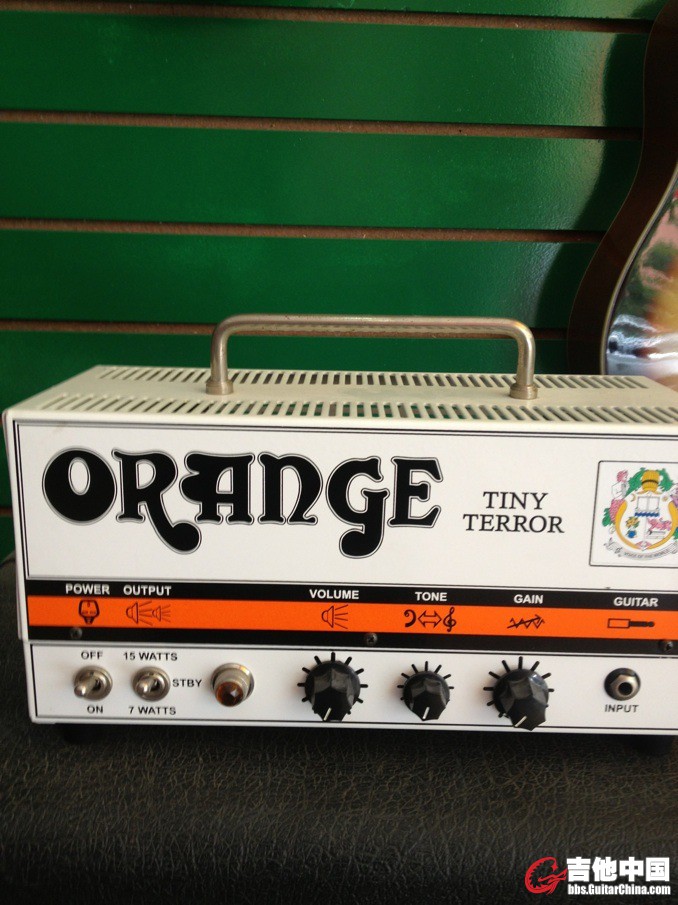 ORANGE
TINY
TERROR
POWER OUTPUT VOLUME TONE GAIN GUITAR
OFF 15 WATTS
STBY
ON 7 WATTS
INPUT
吉他中国
bbs.GuitarChina.com